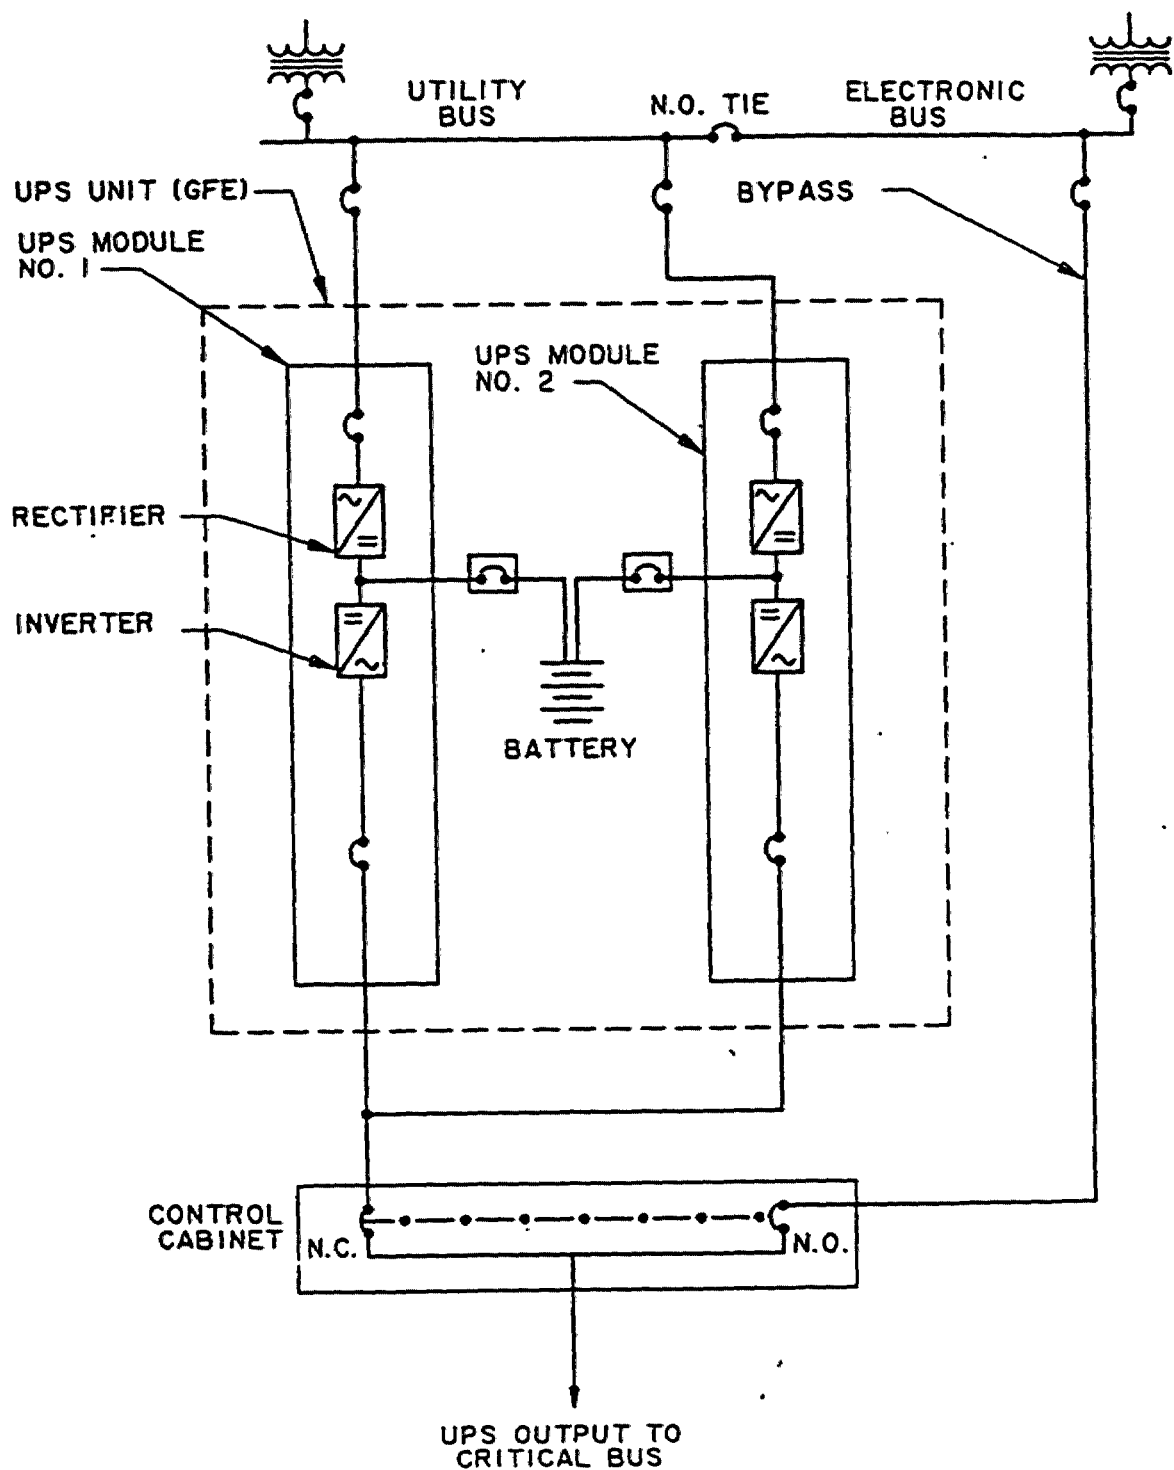 UTILITY
BUS
N.O. TIE
ELECTRONIC
BUS
UPS UNIT (GFE)
BYPASS
UPS MODULE
NO. 1
UPS MODULE
NO. 2
RECTIFIER
INVERTER
BATTERY
CONTROL
CABINET
N.C.
N.O.
UPS OUTPUT TO
CRITICAL BUS